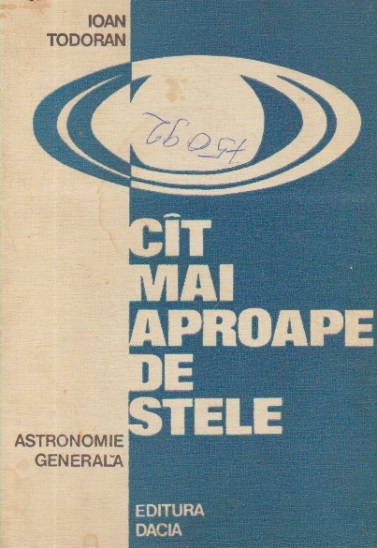 IOAN
TODORAN
CÎT
MAI
APROAPE
DE
STELE
ASTRONOMIE
GENERALĂ
EDITURA
DACIA